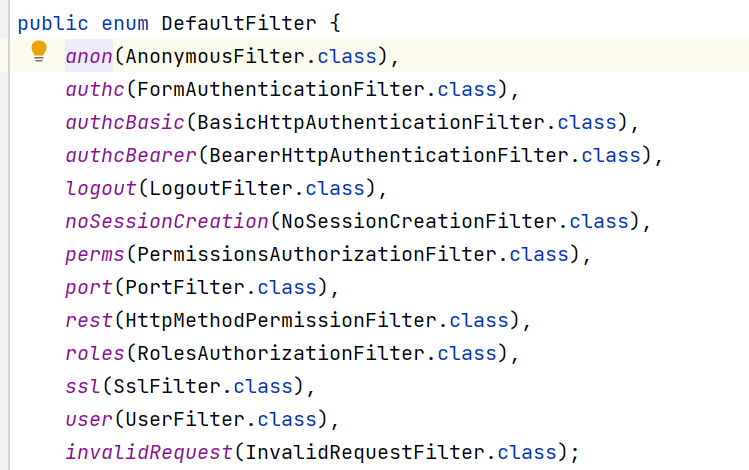 public enum DefaultFilter {
anon(AnonymousFilter.class),
authc(FormAuthenticationFilter.class),
authcBasic(BasicHttpAuthenticationFilter.class),
authcBearer(BearerHttpAuthenticationFilter.class),
logout(LogoutFilter.class),
noSessionCreation(NoSessionCreationFilter.class),
perms(PermissionsAuthorizationFilter.class),
port(PortFilter.class),
rest(HttpMethodPermissionFilter.class),
roles(RolesAuthorizationFilter.class),
ssl(SslFilter.class),
user(UserFilter.class),
invalidRequest(InvalidRequestFilter.class);